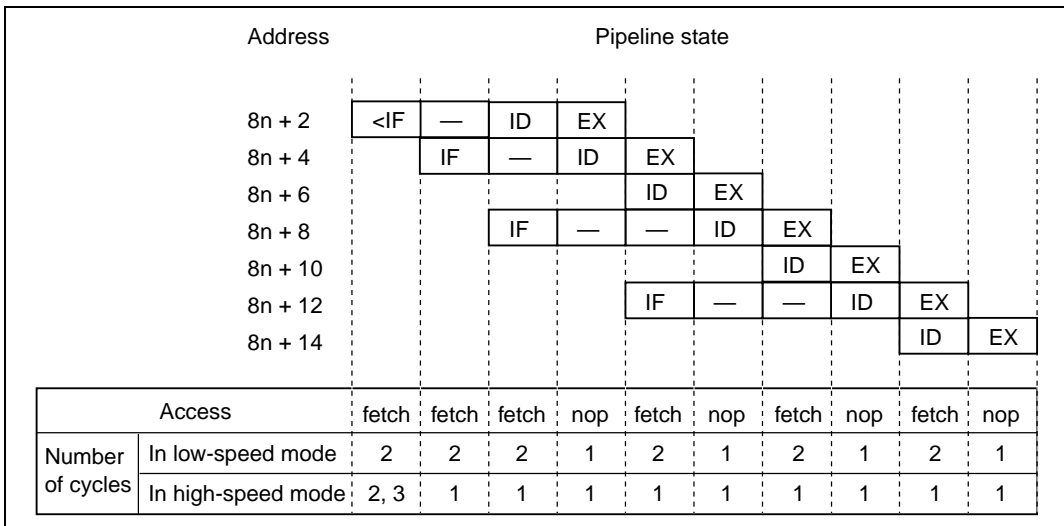 Address Pipeline state
8n + 2 <IF — ID EX
8n + 4 IF — ID EX
8n + 6 ID EX
8n + 8 IF — — ID EX
8n + 10 ID EX
8n + 12 IF — — ID EX
8n + 14 ID EX
Access fetch fetch fetch nop fetch nop fetch nop fetch nop
Number of cycles In low-speed mode 2 2 2 1 2 1 2 1 2 1
In high-speed mode 2, 3 1 1 1 1 1 1 1 1 1